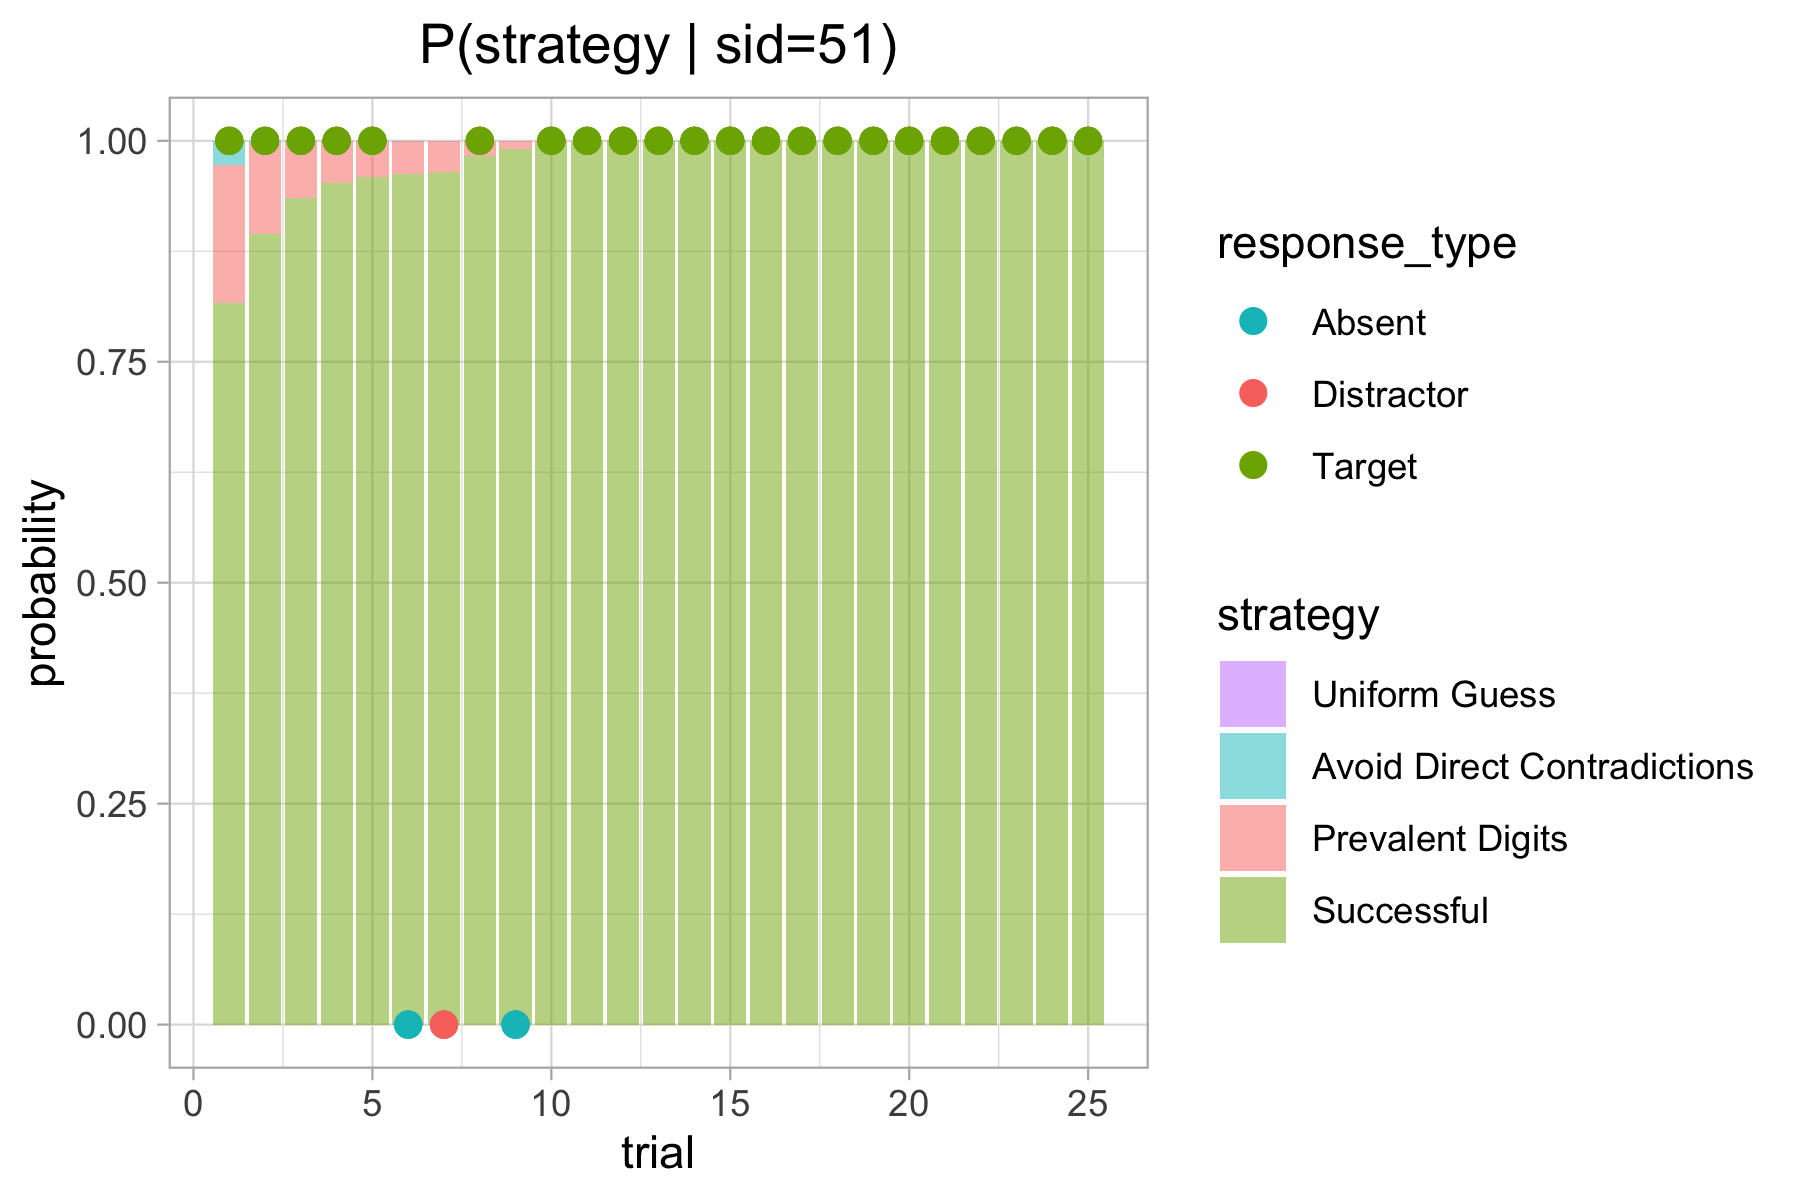 P(strategy | sid=51)
1.00
0.75
0.50
0.25
0.00
probability
0 5 10 15 20 25
trial
response_type
Absent
Distractor
Target
strategy
Uniform Guess
Avoid Direct Contradictions
Prevalent Digits
Successful